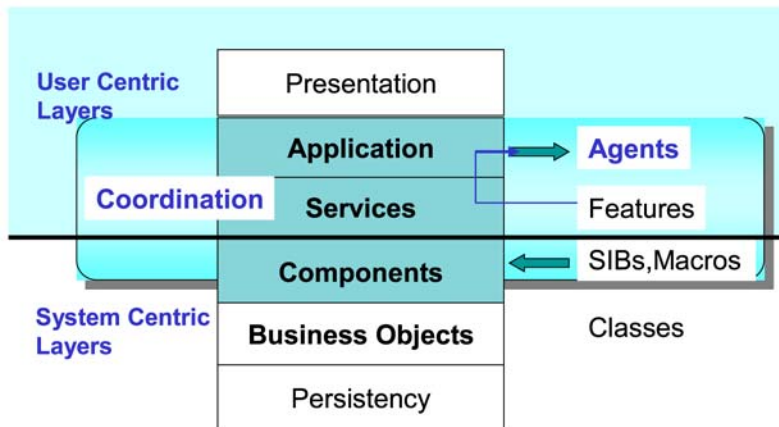 User Centric
Layers
Presentation
Application
Agents
Coordination
Services
Features
Components
SIBs,Macros
System Centric
Layers
Business Objects
Classes
Persistency